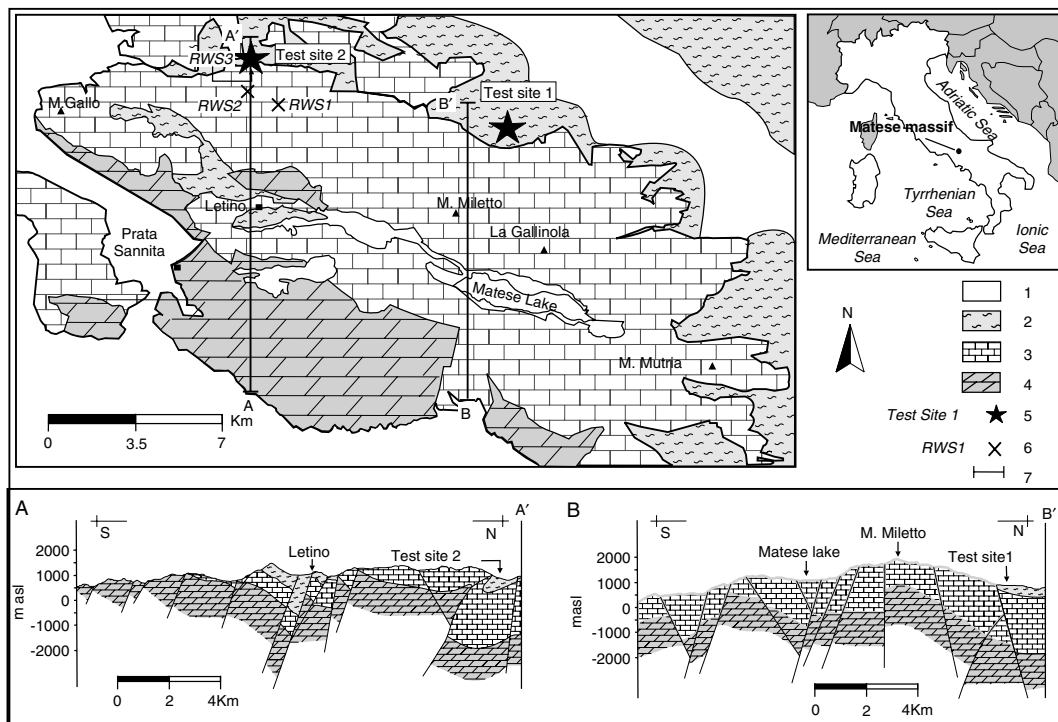 A′
RWS3
Test site 2
M.Gallo
RWS2
RWS1
B′
Test site 1
Letino
M. Miletto
La Gallinola
Prata
Sannita
Matese Lake
M. Mutria
A
B
Km
0
3.5
7
Adriatic Sea
Matese massif
Tyrrhenian
Sea
Mediterranean
Sea
Ionic
Sea
N
1
2
3
4
Test Site 1
5
RWS1
6
7
A
A′
S
N
Letino
Test site 2
2000
1000
0
-1000
-2000
m asl
0
2
4Km
B
B′
S
N
M. Miletto
Matese lake
Test site1
2000
1000
0
-1000
-2000
masl
0
2
4Km